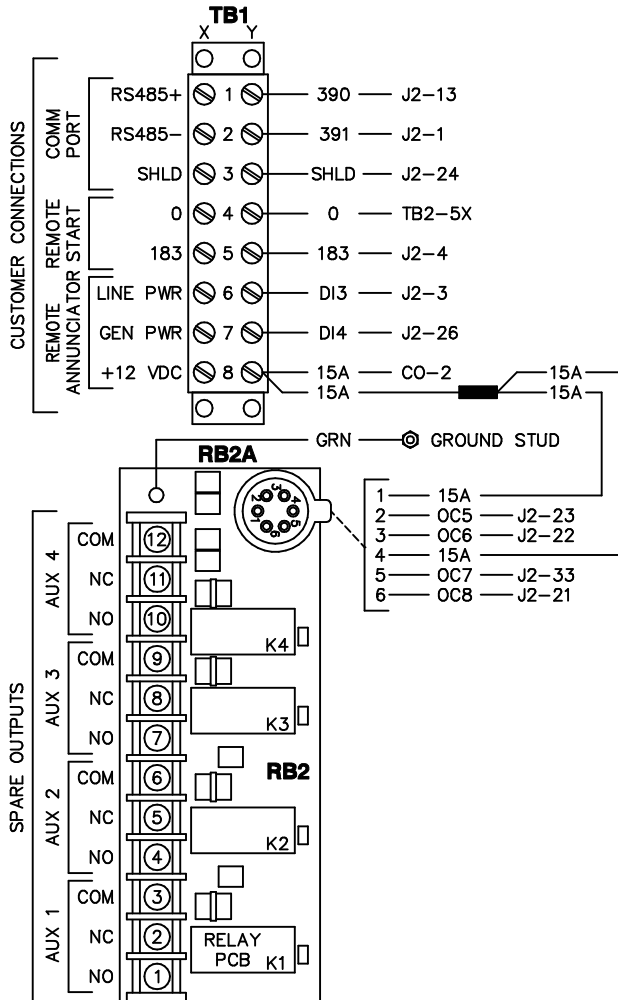 TB1
X Y
CUSTOMER CONNECTIONS
COMM PORT
RS485+ 1 390 J2-13
RS485- 2 391 J2-1
SHLD 3 SHLD J2-24
REMOTE START
0 4 0 TB2-5X
183 5 183 J2-4
REMOTE ANNUNCIATOR
LINE PWR 6 DI3 J2-3
GEN PWR 7 DI4 J2-26
+12 VDC 8 15A CO-2 15A
15A 15A
GRN GROUND STUD
RB2A
1 2 3 4 5 6
1 15A
2 OC5 J2-23
3 OC6 J2-22
4 15A
5 OC7 J2-33
6 OC8 J2-21
SPARE OUTPUTS
AUX 4
COM 12
NC 11
NO 10
K4
AUX 3
COM 9
NC 8
NO 7
K3
RB2
AUX 2
COM 6
NC 5
NO 4
K2
AUX 1
COM 3
NC 2
NO 1
RELAY
PCB K1